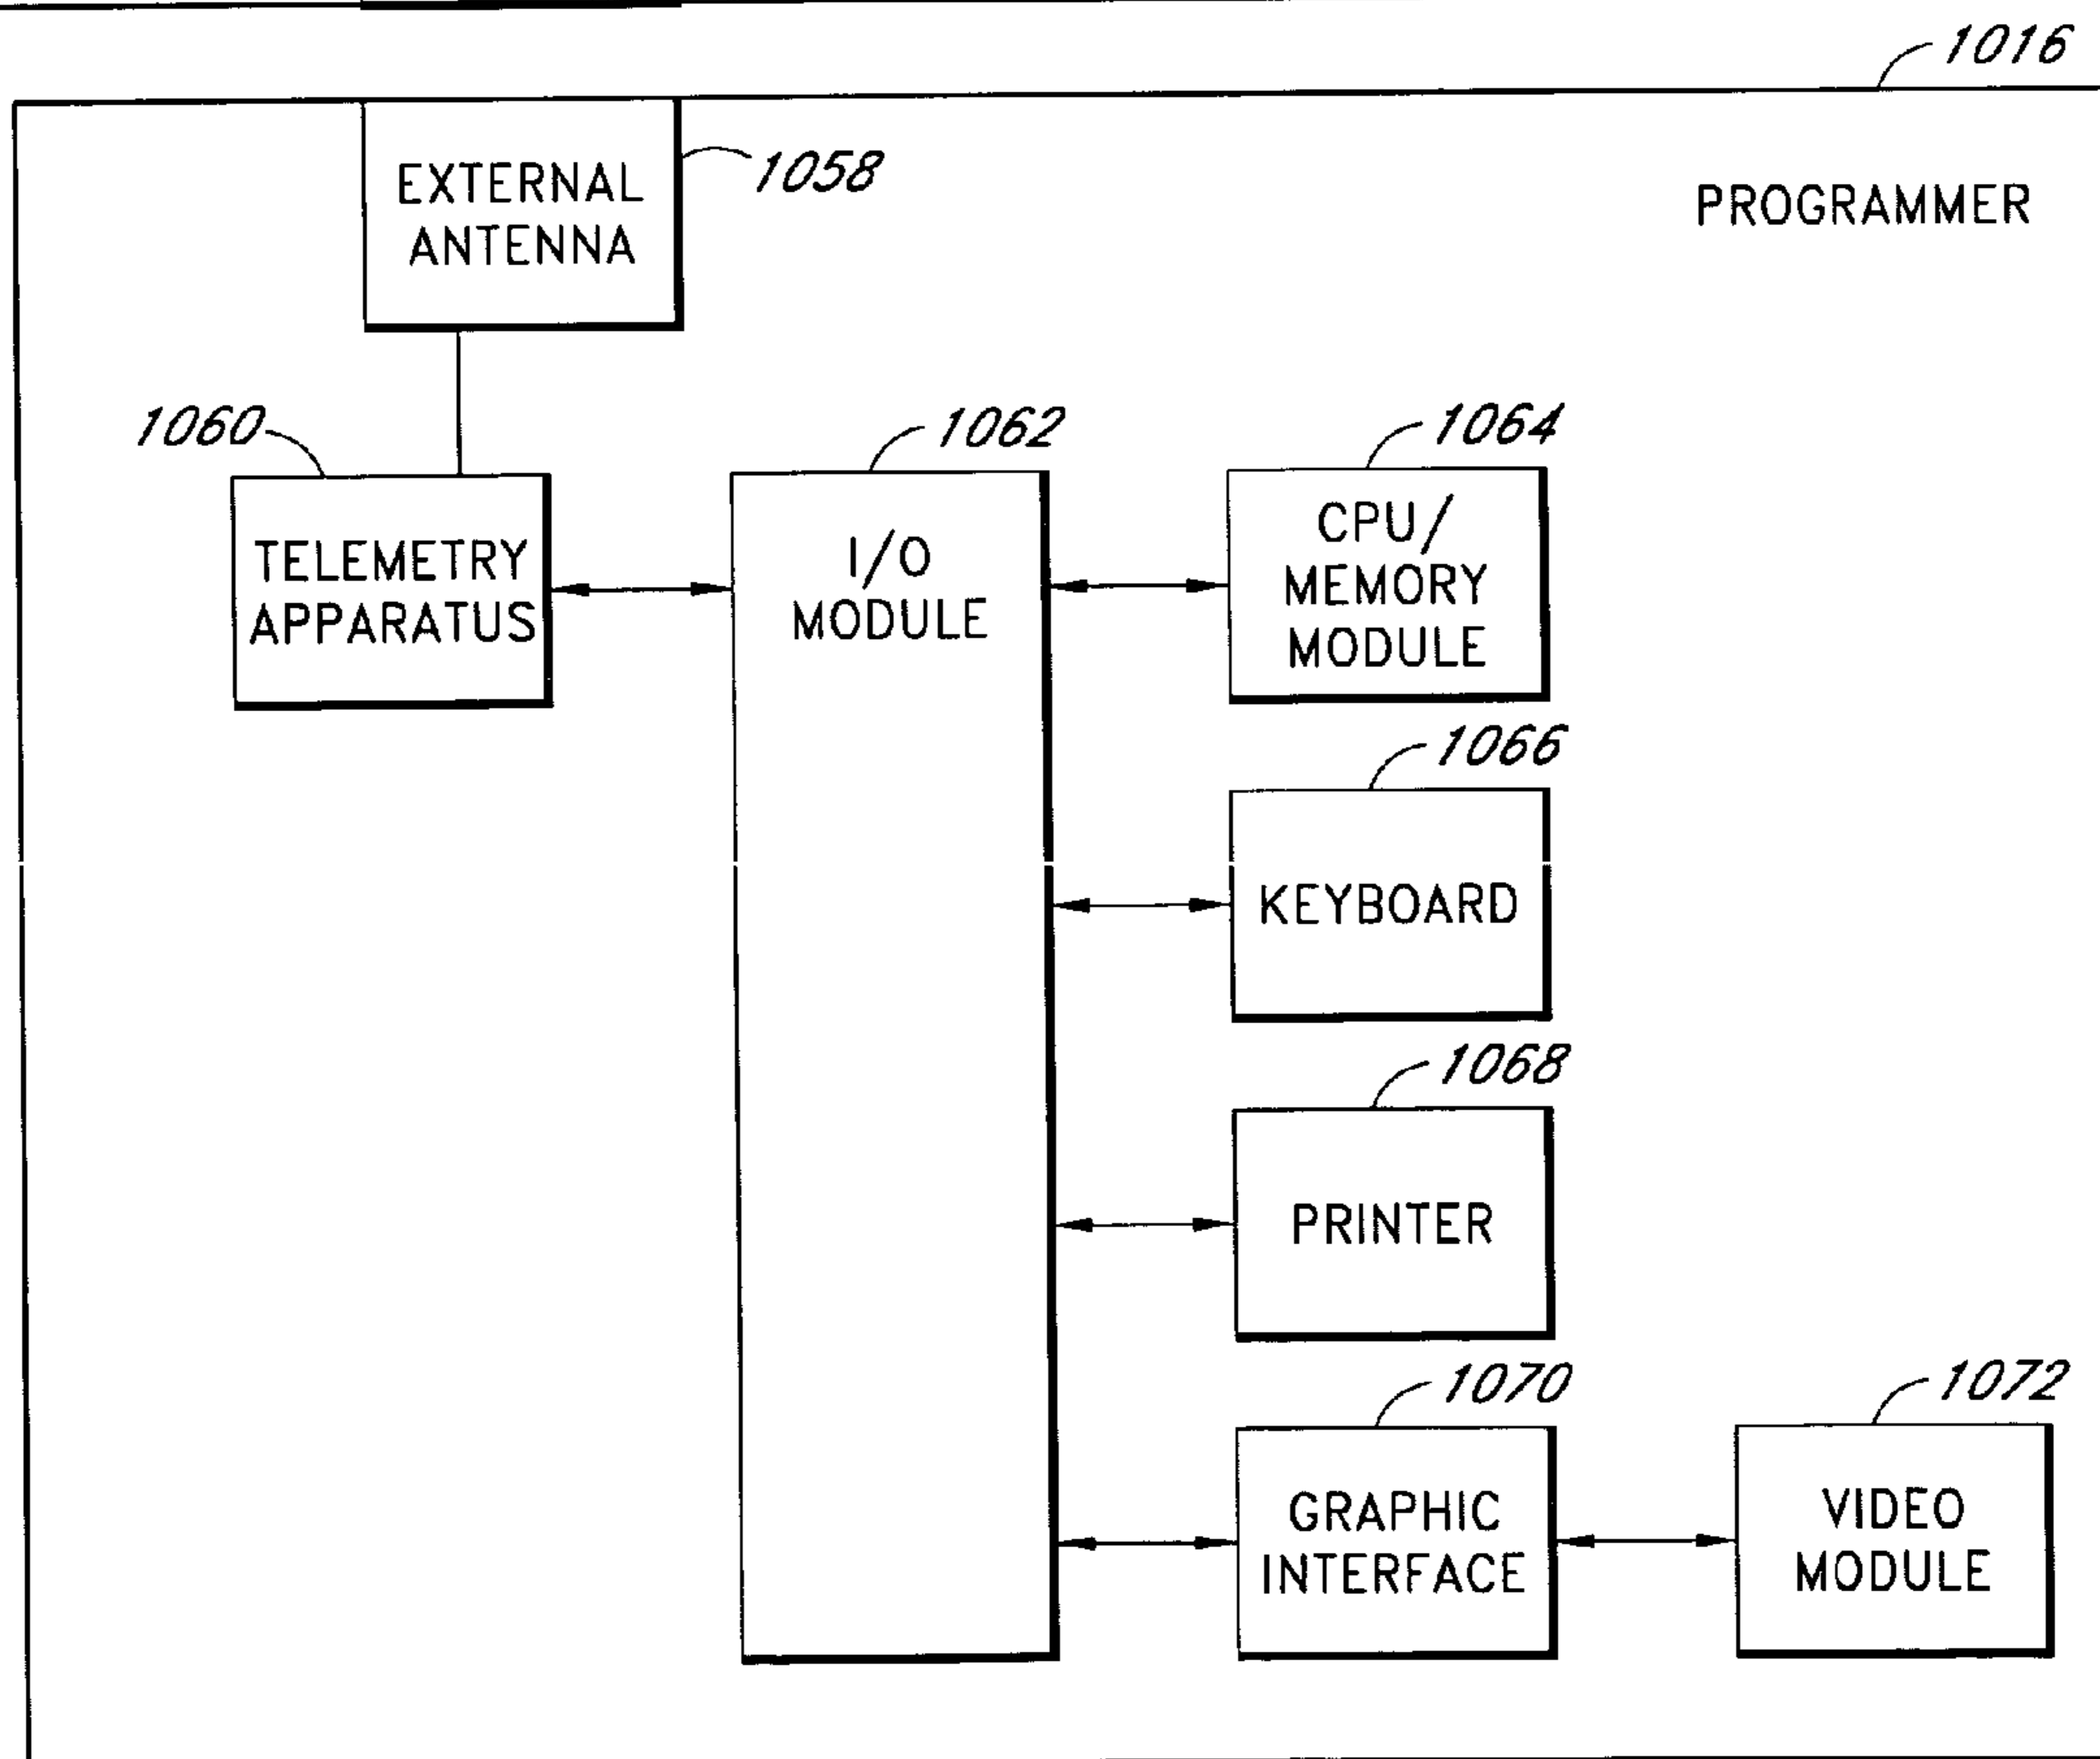 1016
EXTERNAL
ANTENNA
1058
PROGRAMMER
1060
1062
1064
TELEMETRY
APPARATUS
I/O
MODULE
CPU/
MEMORY
MODULE
1066
KEYBOARD
1068
PRINTER
1070
1072
GRAPHIC
INTERFACE
VIDEO
MODULE